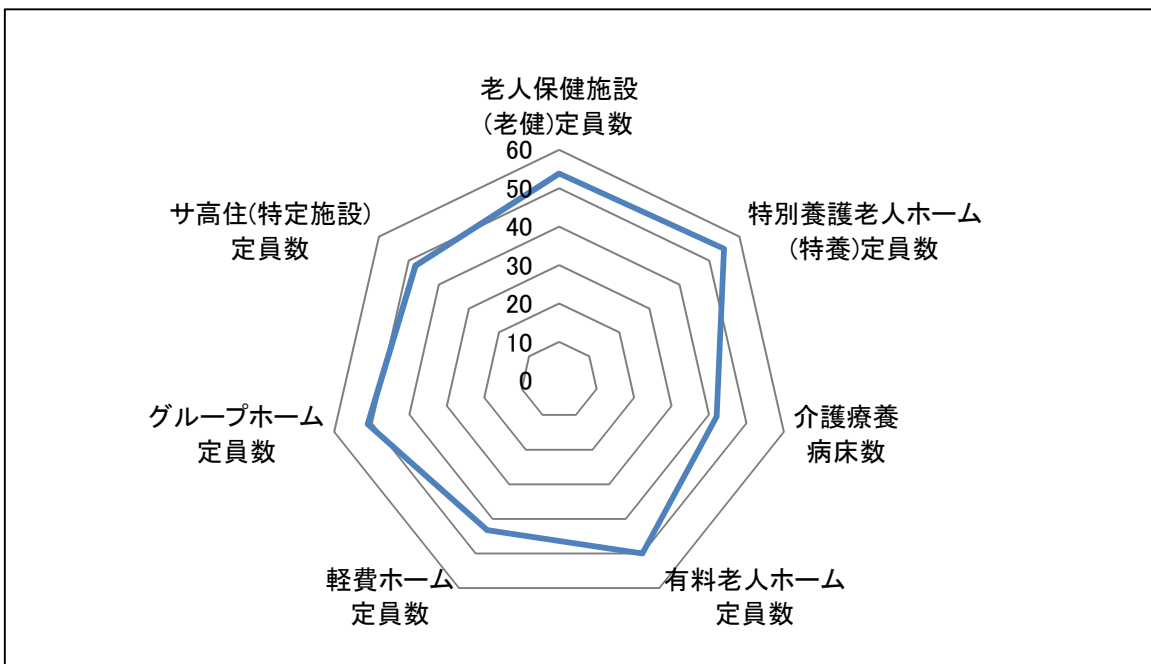 老人保健施設
(老健)定員数
60
50
40
30
20
10
0
特別養護老人ホーム
(特養)定員数
介護療養
病床数
有料老人ホーム
定員数
軽費ホーム
定員数
グループホーム
定員数
サ高住(特定施設)
定員数